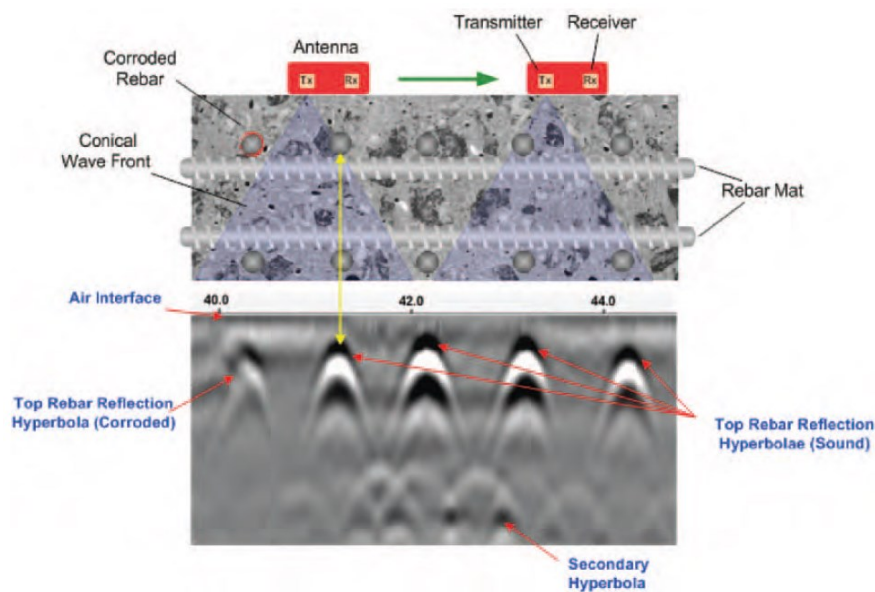 Transmitter
Receiver
Antenna
Corroded
Rebar
Tx
Rx
Tx
Rx
Conical
Wave Front
Rebar Mat
Air Interface
40.0
42.0
44.0
Top Rebar Reflection
Hyperbola (Corroded)
Top Rebar Reflection
Hyperbolae (Sound)
Secondary
Hyperbola